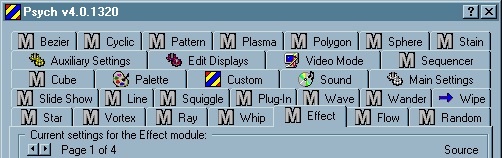 Psych v4.0.1320
Bezier Cyclic Pattern Plasma Polygon Sphere Stain
Auxiliary Settings Edit Displays Video Mode Sequencer
Cube Palette Custom Sound Main Settings
Slide Show Line Squiggle Plug-In Wave Wander Wipe
Star Vortex Ray Whip Effect Flow Random
Current settings for the Effect module:
Page 1 of 4 Source